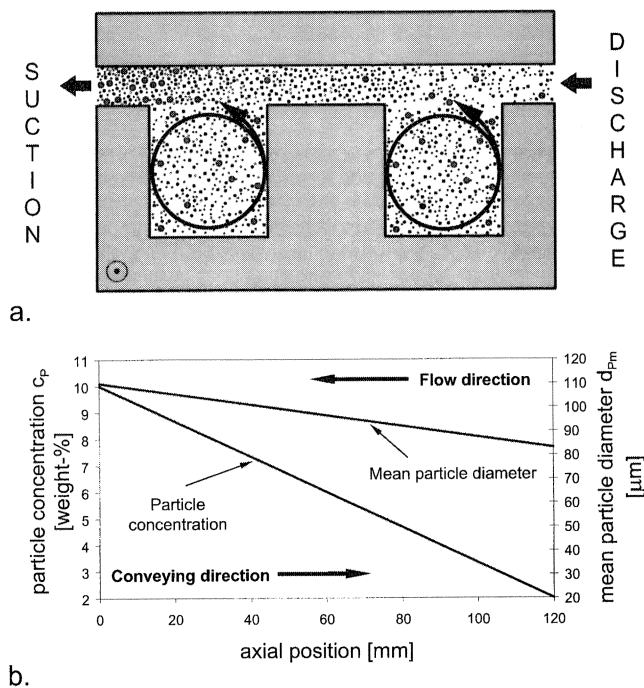 SUCTION
DISCHARGE
a.
particle concentration cP
[weight-%]
11
10
9
8
7
6
5
4
3
2
Flow direction
Mean particle diameter
Particle
concentration
Conveying direction
120
110
100
90
80
70
60
50
40
30
20
mean particle diameter dPm
[µm]
0 20 40 60 80 100 120
axial position [mm]
b.